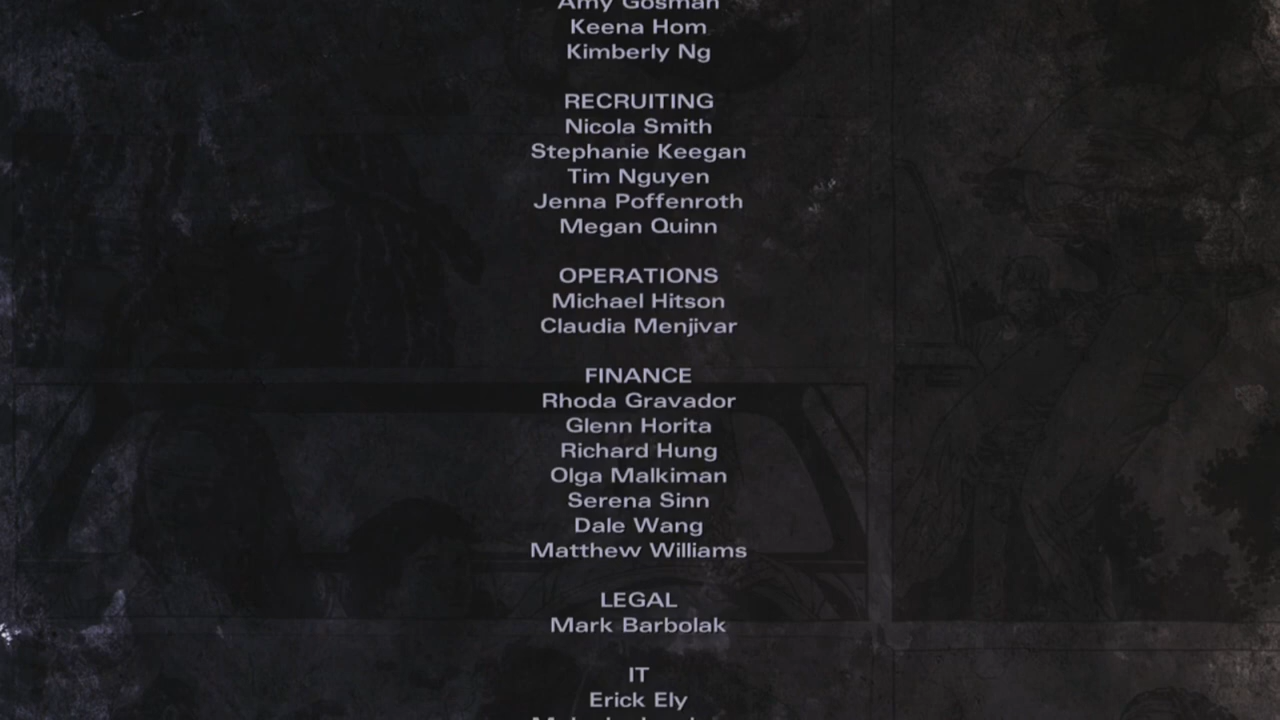 Amy Gosman
Keena Hom
Kimberly Ng
RECRUITING
Nicola Smith
Stephanie Keegan
Tim Nguyen
Jenna Poffenroth
Megan Quinn
OPERATIONS
Michael Hitson
Claudia Menjivar
FINANCE
Rhoda Gravador
Glenn Horita
Richard Hung
Olga Malkiman
Serena Sinn
Dale Wang
Matthew Williams
LEGAL
Mark Barbolak
IT
Erick Ely